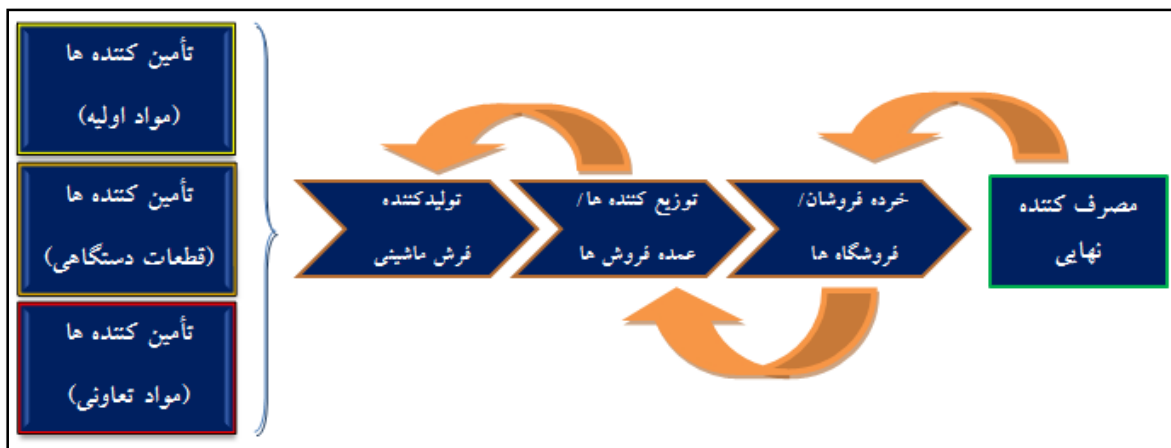 تأمین کننده ها
(مواد اولیه)
تأمین کننده ها
(قطعات دستگاهی)
تأمین کننده ها
(مواد تعاونی)
تولیدکننده
فرش ماشینی
توزیع کننده ها/
عمده فروش ها
خرده فروشان/
فروشگاه ها
مصرف کننده
نهایی